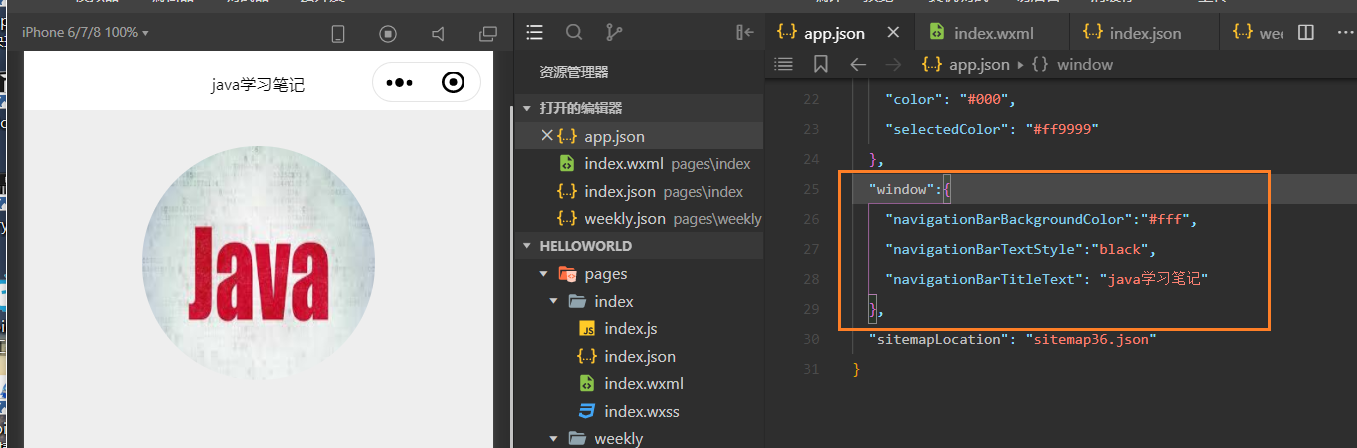 iPhone 6/7/8 100%
java学习笔记
Java
资源管理器
打开的编辑器
app.json
index.wxml pages\index
index.json pages\index
weekly.json pages\weekly
HELLOWORLD
pages
index
index.js
index.json
index.wxml
index.wxss
weekly
app.json
index.wxml
index.json
app.json window
22 "color": "#000",
23 "selectedColor": "#ff9999"
24 },
25 "window":{
26 "navigationBarBackgroundColor":"#fff",
27 "navigationBarTextStyle":"black",
28 "navigationBarTitleText": "java学习笔记"
29 },
30 "sitemapLocation": "sitemap36.json"
31 }